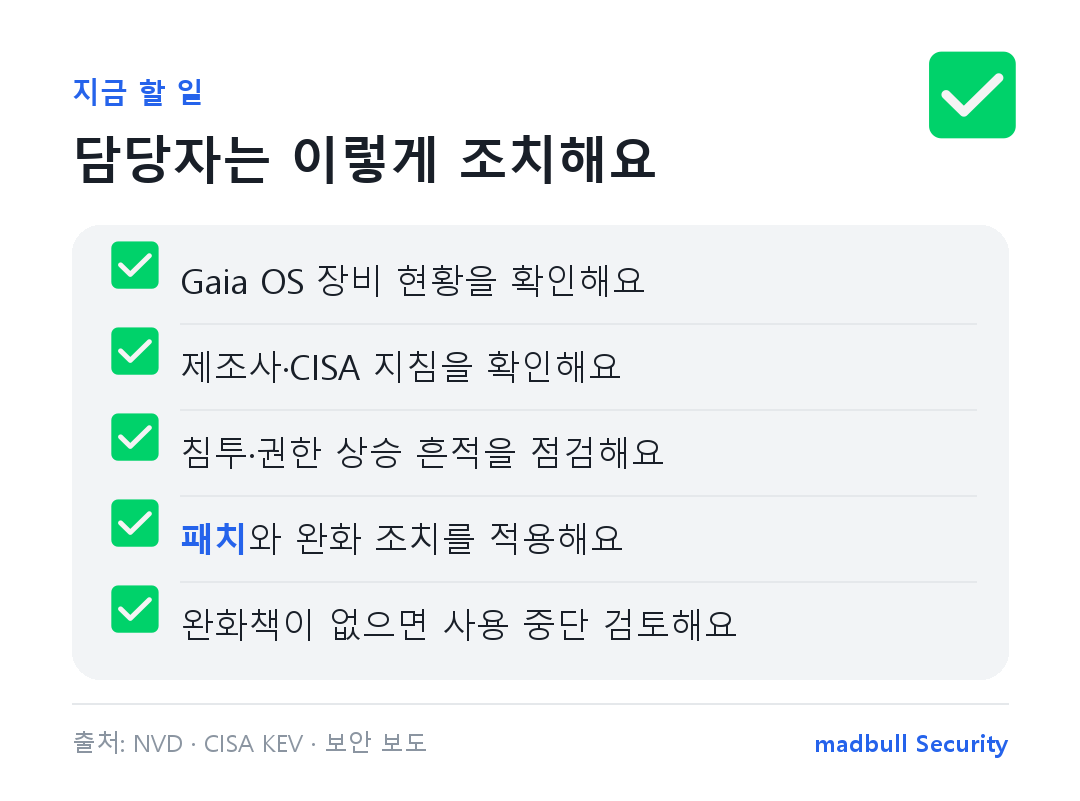 지금 할 일
담당자는 이렇게 조치해요
Gaia OS 장비 현황을 확인해요
제조사·CISA 지침을 확인해요
침투·권한 상승 흔적을 점검해요
패치와 완화 조치를 적용해요
완화책이 없으면 사용 중단 검토해요
출처: NVD · CISA KEV · 보안 보도
madbull Security